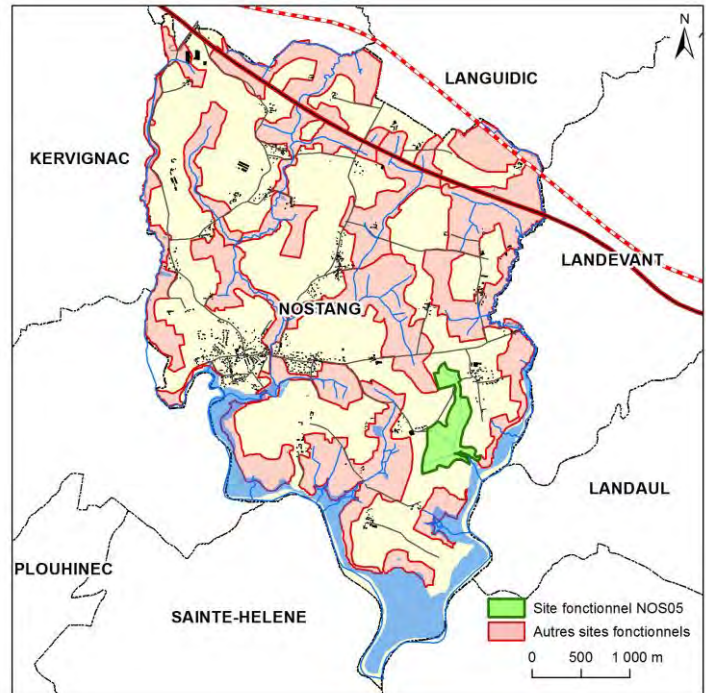 N
LANGUIDIC
KERVIGNAC
LANDEVANT
NOSTANG
LANDAUL
PLOUHINEC
SAINTE-HELENE
Site fonctionnel NOS05
Autres sites fonctionnels
0 500 1 000 m